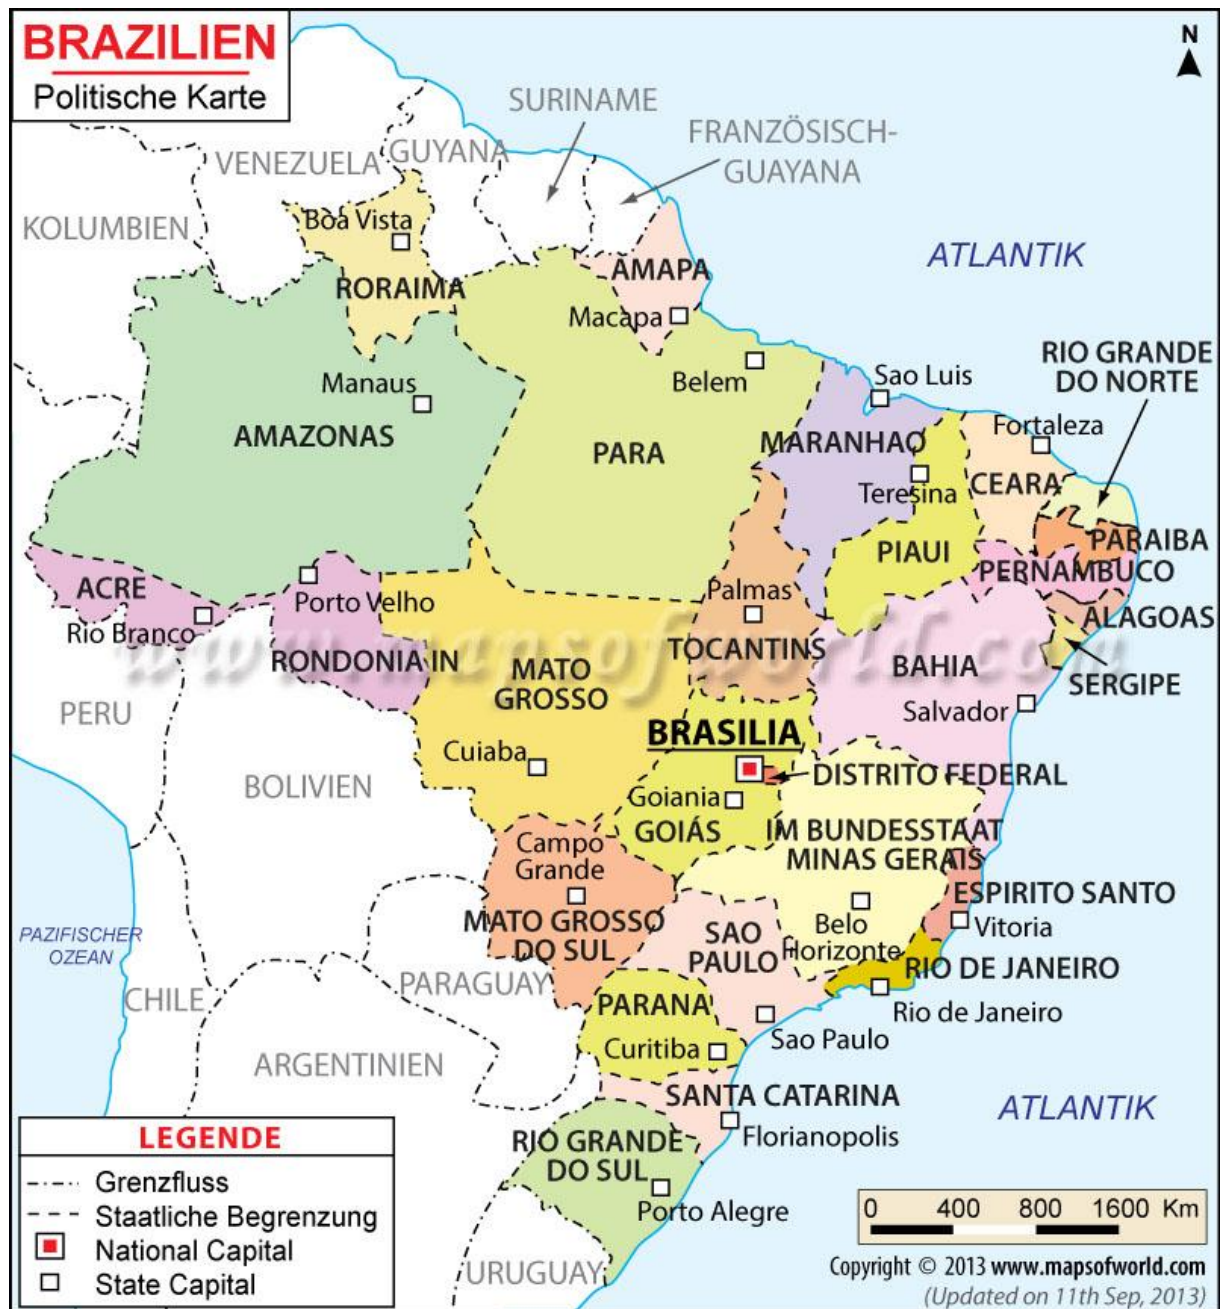 BRAZILIEN
Politische Karte
N
SURINAME
FRANZÖSISCH-
GUAYANA
VENEZUELA
GUYANA
KOLUMBIEN
Boa Vista
RORAIMA
AMAPA
Macapa
ATLANTIK
Manaus
AMAZONAS
Belem
PARA
Sao Luis
MARANHAO
RIO GRANDE
DO NORTE
Fortaleza
CEARA
Teresina
PIAUI
PARAIBA
PERNAMBUCO
ALAGOAS
SERGIPE
ACRE
Rio Branco
Porto Velho
RONDONIA IN
Palmas
TOCANTINS
MATO
GROSSO
BAHIA
Salvador
www.mapsofworld.com
PERU
BOLIVIEN
Cuiaba
BRASILIA
DISTRITO FEDERAL
Goiania
GOIÁS
IM BUNDESSTAAT
MINAS GERAIS
Campo
Grande
MATO GROSSO
DO SUL
Belo
Horizonte
ESPIRITO SANTO
Vitoria
SAO
PAULO
RIO DE JANEIRO
Rio de Janeiro
Sao Paulo
PAZIFISCHER
OZEAN
CHILE
PARAGUAY
PARANA
Curitiba
ARGENTINIEN
SANTA CATARINA
Florianopolis
ATLANTIK
RIO GRANDE
DO SUL
Porto Alegre
URUGUAY
LEGENDE
Grenzfluss
Staatliche Begrenzung
National Capital
State Capital
0 400 800 1600 Km
Copyright © 2013 www.mapsofworld.com
(Updated on 11th Sep, 2013)